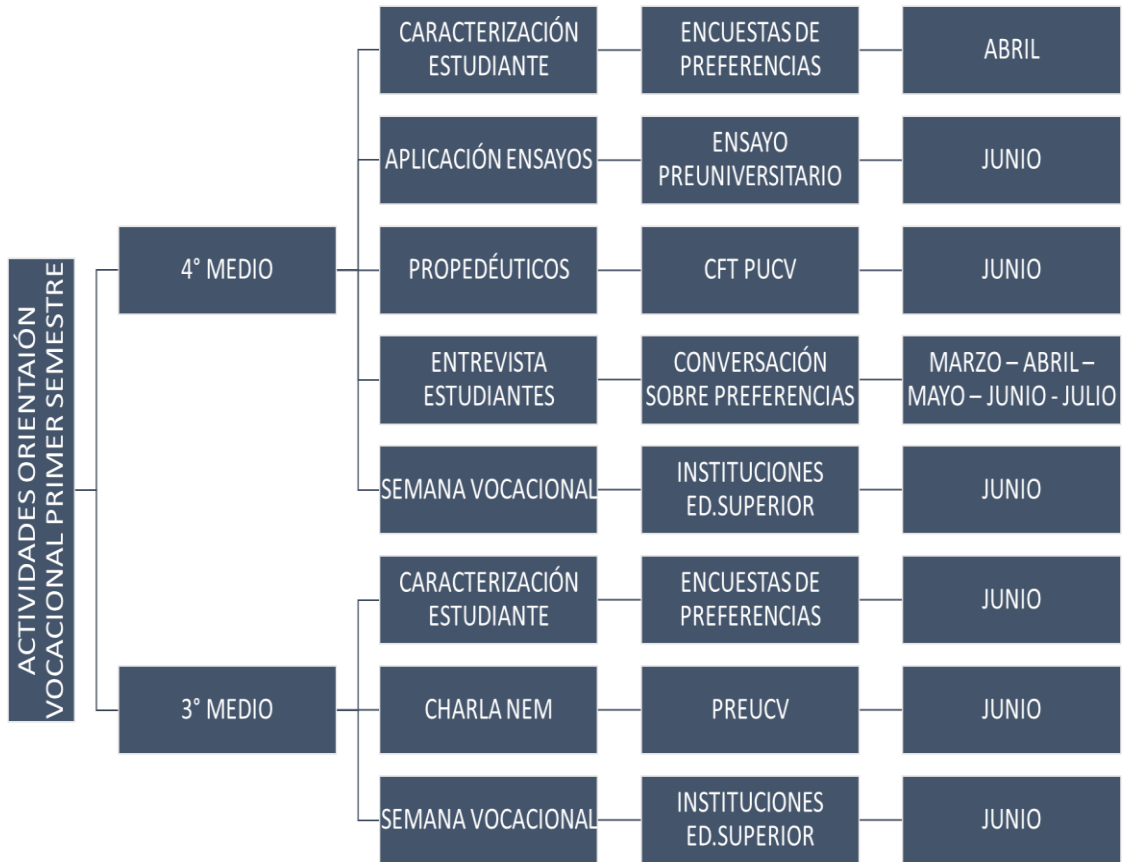 ACTIVIDADES ORIENTAIÓN
VOCACIONAL PRIMER SEMESTRE
4° MEDIO
CARACTERIZACIÓN
ESTUDIANTE
ENCUESTAS DE
PREFERENCIAS
ABRIL
APLICACIÓN ENSAYOS
ENSAYO
PREUNIVERSITARIO
JUNIO
PROPEDÉUTICOS
CFT PUCV
JUNIO
ENTREVISTA
ESTUDIANTES
CONVERSACIÓN
SOBRE PREFERENCIAS
MARZO – ABRIL –
MAYO – JUNIO - JULIO
SEMANA VOCACIONAL
INSTITUCIONES
ED.SUPERIOR
JUNIO
3° MEDIO
CARACTERIZACIÓN
ESTUDIANTE
ENCUESTAS DE
PREFERENCIAS
JUNIO
CHARLA NEM
PREUCV
JUNIO
SEMANA VOCACIONAL
INSTITUCIONES
ED.SUPERIOR
JUNIO